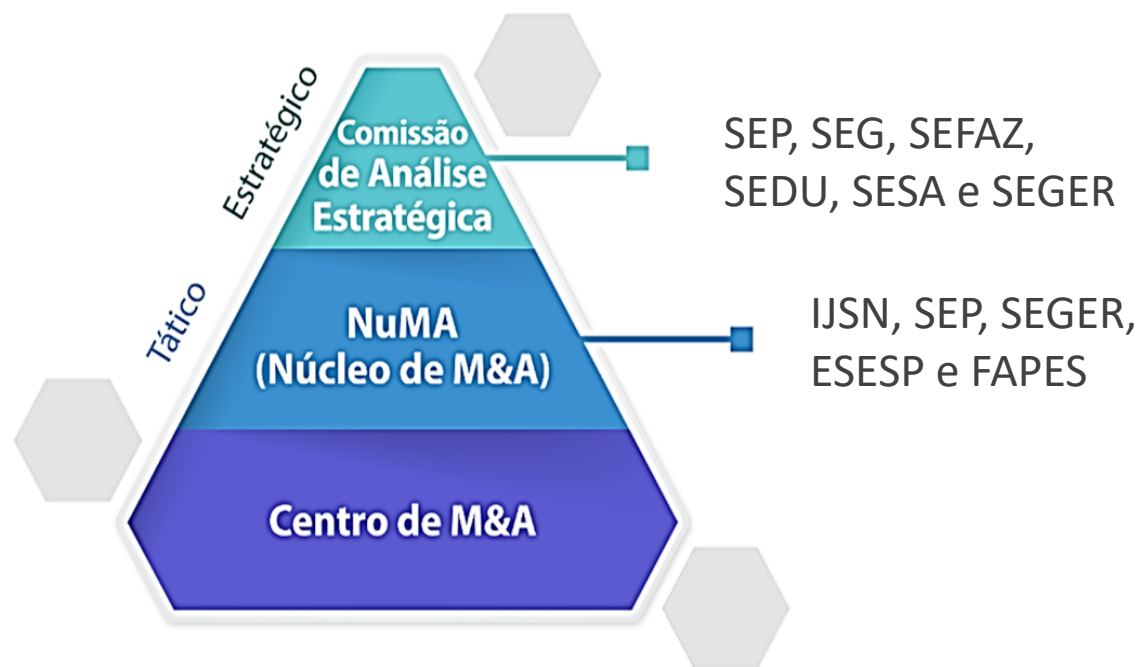 Estratégico
Comissão
de Análise
Estratégica
SEP, SEG, SEFAZ,
SEDU, SESA e SEGER
Tático
NuMA
(Núcleo de M&A)
IJSN, SEP, SEGER,
ESESP e FAPES
Centro de M&A